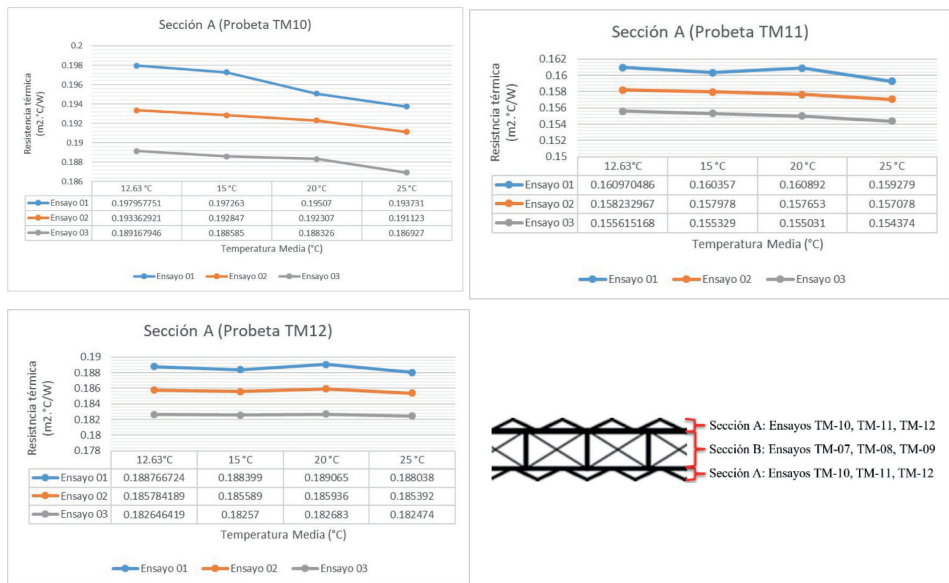 Sección A (Probeta TM10)
Resistencia térmica
(m2.°C/W)
0.2
0.198
0.196
0.194
0.192
0.19
0.188
0.186
12.63°C 15 °C 20 °C 25 °C
Ensayo 01 0.197957751 0.197263 0.19507 0.193731
Ensayo 02 0.193362921 0.192847 0.192307 0.191123
Ensayo 03 0.189167946 0.188585 0.188326 0.186927
Temperatura Media (°C)
Ensayo 01 Ensayo 02 Ensayo 03
Sección A (Probeta TM11)
Resistncia térmica
(m2.°C/W)
0.162
0.16
0.158
0.156
0.154
0.152
0.15
12.63°C 15 °C 20 °C 25 °C
Ensayo 01 0.160970486 0.160357 0.160892 0.159279
Ensayo 02 0.158232967 0.157978 0.157653 0.157078
Ensayo 03 0.155615168 0.155329 0.155031 0.154374
Temperatura Media (°C)
Ensayo 01 Ensayo 02 Ensayo 03
Sección A (Probeta TM12)
Resistncia térmica
(m2.°C/W)
0.19
0.188
0.186
0.184
0.182
0.18
0.178
12.63°C 15 °C 20 °C 25 °C
Ensayo 01 0.188766724 0.188399 0.189065 0.188038
Ensayo 02 0.185784189 0.185589 0.185936 0.185392
Ensayo 03 0.182646419 0.18257 0.182683 0.182474
Temperatura Media (°C)
Ensayo 01 Ensayo 02 Ensayo 03
Sección A: Ensayos TM-10, TM-11, TM-12
Sección B: Ensayos TM-07, TM-08, TM-09
Sección A: Ensayos TM-10, TM-11, TM-12